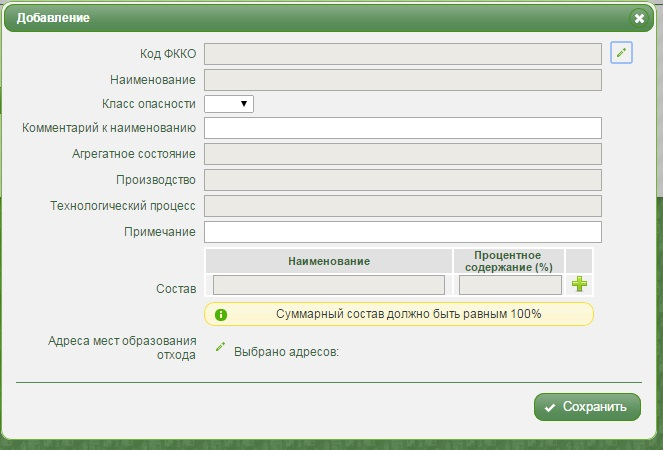 Добавление
Код ФККО
Наименование
Класс опасности
Комментарий к наименованию
Агрегатное состояние
Производство
Технологический процесс
Примечание
Наименование
Процентное
содержание (%)
Состав
Суммарный состав должно быть равным 100%
Адреса мест образования
отхода
Выбрано адресов:
Сохранить